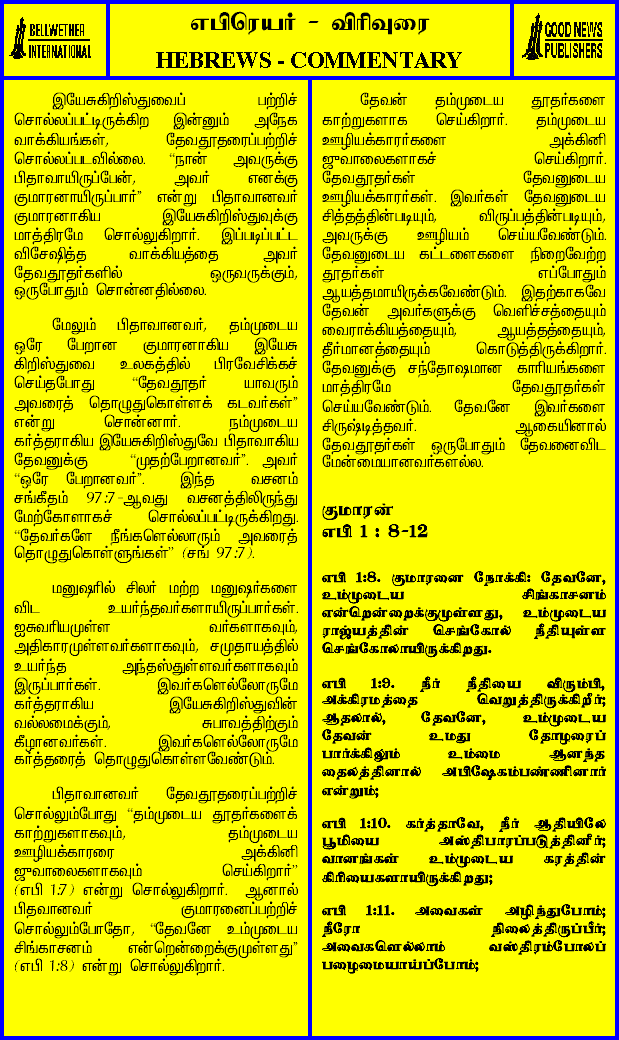 BELLWETHER
INTERNATIONAL
எபிரெயர் - விரிவுரை
HEBREWS - COMMENTARY
GOOD NEWS
PUBLISHERS
இயேசுகிறிஸ்துவைப் பற்றிச்
சொல்லப்பட்டிருக்கிற இன்னும் அநேக
வாக்கியங்கள், தேவதூதரைப்பற்றிச்
சொல்லப்படவில்லை. “நான் அவருக்கு
பிதாவாயிருப்பேன், அவர் எனக்கு
குமாரனாயிருப்பார்” என்று பிதாவானவர்
குமாரனாகிய இயேசுகிறிஸ்துவுக்கு
மாத்திரமே சொல்லுகிறார். இப்படிப்பட்ட
விசேஷித்த வாக்கியத்தை அவர்
தேவதூதர்களில் ஒருவருக்கும்,
ஒருபோதும் சொன்னதில்லை.
மேலும் பிதாவானவர், தம்முடைய
ஒரே பேறான குமாரனாகிய இயேசு
கிறிஸ்துவை உலகத்தில் பிரவேசிக்கச்
செய்தபோது “தேவதூதர் யாவரும்
அவரைத் தொழுதுகொள்ளக் கடவர்கள்”
என்று சொன்னார். நம்முடைய
கர்த்தராகிய இயேசுகிறிஸ்துவே பிதாவாகிய
தேவனுக்கு “முதற்பேறானவர்”. அவர்
“ஒரே பேறானவர்”. இந்த வசனம்
சங்கீதம் 97:7-ஆவது வசனத்திலிருந்து
மேற்கோளாகச் சொல்லப்பட்டிருக்கிறது.
“தேவர்களே நீங்களெல்லாரும் அவரைத்
தொழுதுகொள்ளுங்கள்” (சங் 97:7).
மனுஷரில் சிலர் மற்ற மனுஷர்களை
விட உயர்ந்தவர்களாயிருப்பார்கள்.
ஐசுவரியமுள்ள வர்களாகவும்,
அதிகாரமுள்ளவர்களாகவும், சமுதாயத்தில்
உயர்ந்த அந்தஸ்துள்ளவர்களாகவும்
இருப்பார்கள். இவர்களெல்லோருமே
கர்த்தராகிய இயேசுகிறிஸ்துவின்
வல்லமைக்கும், சுபாவத்திற்கும்
கீழானவர்கள். இவர்களெல்லோருமே
கர்த்தரைத் தொழுதுகொள்ளவேண்டும்.
பிதாவானவர் தேவதூதரைப்பற்றிச்
சொல்லும்போது “தம்முடைய தூதர்களைக்
காற்றுகளாகவும், தம்முடைய
ஊழியக்காரரை அக்கினி
ஜுவாலைகளாகவும் செய்கிறார்”
(எபி 1:7) என்று சொல்லுகிறார். ஆனால்
பிதவானவர் குமாரனைப்பற்றிச்
சொல்லும்போதோ, “தேவனே உம்முடைய
சிங்காசனம் என்றென்றைக்குமுள்ளது”
(எபி 1:8) என்று சொல்லுகிறார்.
தேவன் தம்முடைய தூதர்களை
காற்றுகளாக செய்கிறார். தம்முடைய
ஊழியக்காரர்களை அக்கினி
ஜுவாலைகளாகச் செய்கிறார்.
தேவதூதர்கள் தேவனுடைய
ஊழியக்காரர்கள். இவர்கள் தேவனுடைய
சித்தத்தின்படியும், விருப்பத்தின்படியும்,
அவருக்கு ஊழியம் செய்யவேண்டும்.
தேவனுடைய கட்டளைகளை நிறைவேற்ற
தூதர்கள் எப்போதும்
ஆயத்தமாயிருக்கவேண்டும். இதற்காகவே
தேவன் அவர்களுக்கு வெளிச்சத்தையும்
வைராக்கியத்தையும், ஆயத்தத்தையும்,
தீர்மானத்தையும் கொடுத்திருக்கிறார்.
தேவனுக்கு சந்தோஷமான காரியங்களை
மாத்திரமே தேவதூதர்கள்
செய்யவேண்டும். தேவனே இவர்களை
சிருஷ்டித்தவர். ஆகையினால்
தேவதூதர்கள் ஒருபோதும் தேவனைவிட
மேன்மையானவர்களல்ல.
குமாரன்
எபி 1 : 8-12
எபி 1:8. குமாரனை நோக்கி: தேவனே,
உம்முடைய சிங்காசனம்
என்றென்றைக்குமுள்ளது, உம்முடைய
ராஜ்யத்தின் செங்கோல் நீதியுள்ள
செங்கோலாயிருக்கிறது.
எபி 1:9. நீர் நீதியை விரும்பி,
அக்கிரமத்தை வெறுத்திருக்கிறீர்;
ஆதலால், தேவனே, உம்முடைய
தேவன் உமது தோழரைப்
பார்க்கிலும் உம்மை ஆனந்த
தைலத்தினால் அபிஷேகம்பண்ணினார்
என்றும்;
எபி 1:10. கர்த்தாவே, நீர் ஆதியிலே
பூமியை அஸ்திபாரப்படுத்தினீர்;
வானங்கள் உம்முடைய கரத்தின்
கிரியைகளாயிருக்கிறது;
எபி 1:11. அவைகள் அழிந்துபோம்;
நீரோ நிலைத்திருப்பீர்;
அவைகளெல்லாம் வஸ்திரம்போலப்
பழைமையாய்ப்போம்;